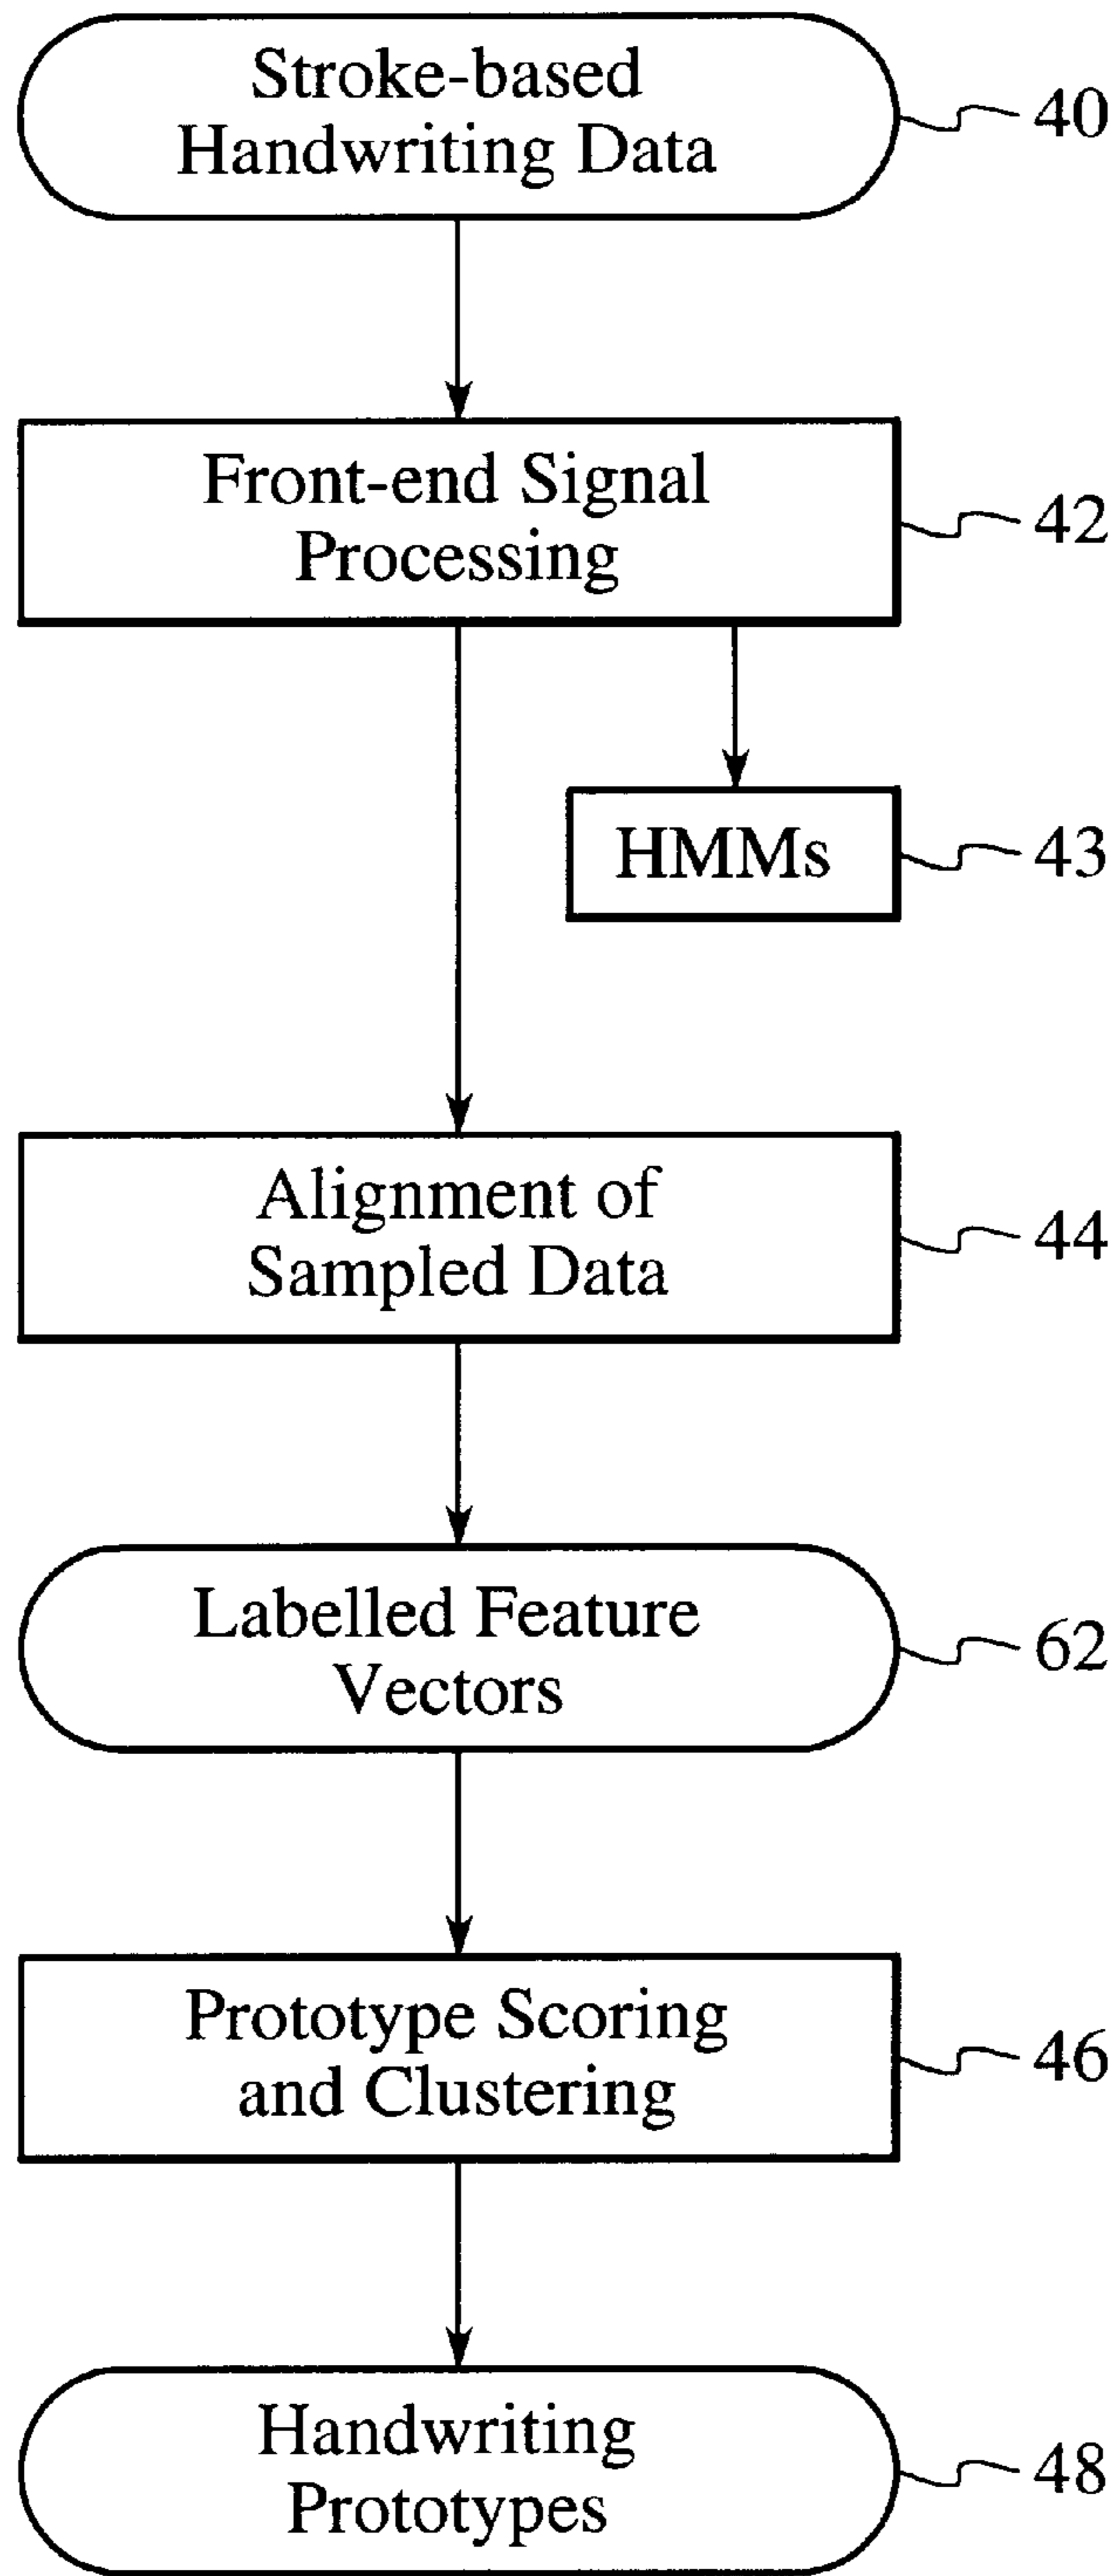 Stroke-based
Handwriting Data
40
Front-end Signal
Processing
42
HMMs
43
Alignment of
Sampled Data
44
Labelled Feature
Vectors
62
Prototype Scoring
and Clustering
46
Handwriting
Prototypes
48